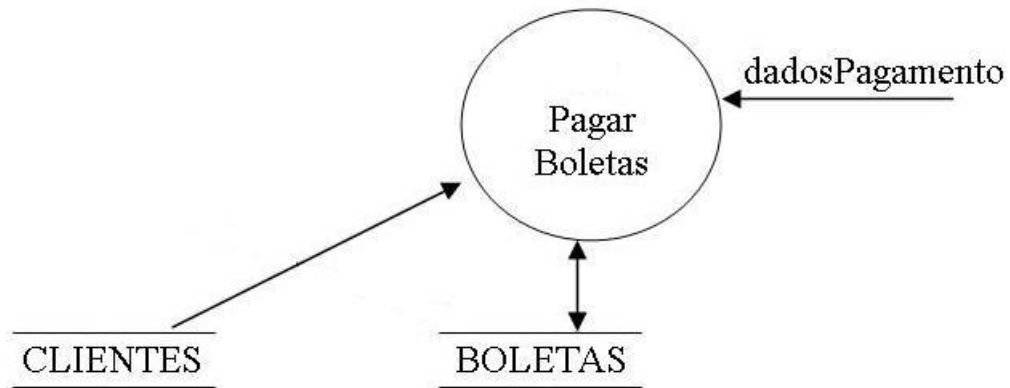 dadosPagamento
Pagar
Boletas
CLIENTES
BOLETAS